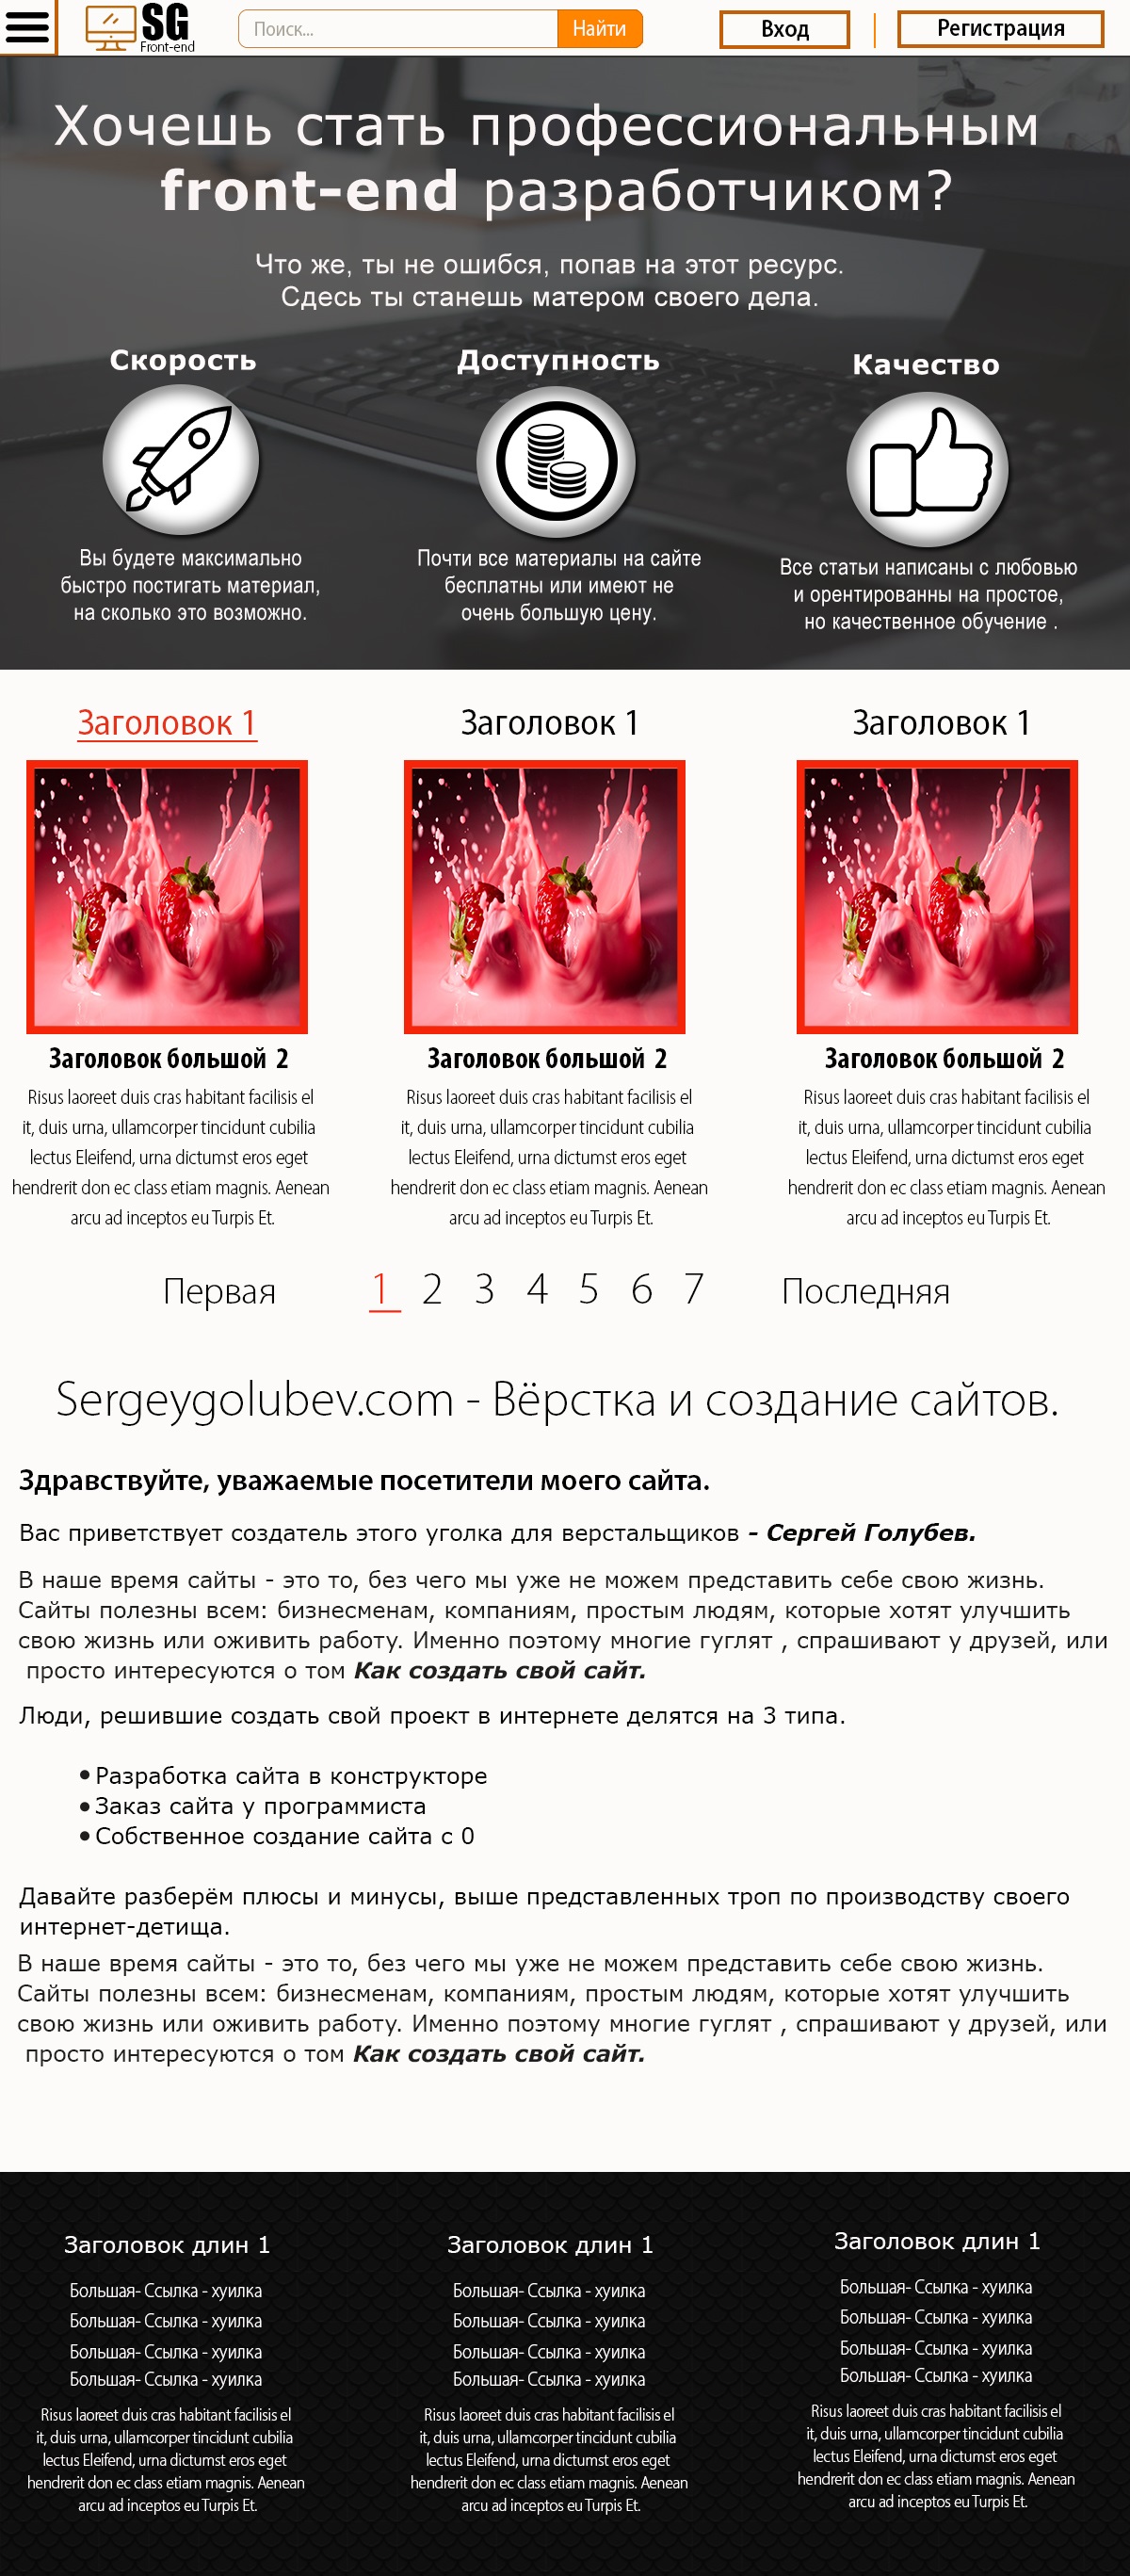 SG
Front-end
Поиск...
Найти
Вход
Регистрация
Хочешь стать профессиональным
front-end разработчиком?
Что же, ты не ошибся, попав на этот ресурс.
Сдесь ты станешь матером своего дела.
Скорость
Вы будете максимально
быстро постигать материал,
на сколько это возможно.
Доступность
Почти все материалы на сайте
бесплатны или имеют не
очень большую цену.
Качество
Все статьи написаны с любовью
и орентированны на простое,
но качественное обучение .
Заголовок 1
Заголовок большой 2
Risus laoreet duis cras habitant facilisis el
it, duis urna, ullamcorper tincidunt cubilia
lectus Eleifend, urna dictumst eros eget
hendrerit don ec class etiam magnis. Aenean
arcu ad inceptos eu Turpis Et.
Заголовок 1
Заголовок большой 2
Risus laoreet duis cras habitant facilisis el
it, duis urna, ullamcorper tincidunt cubilia
lectus Eleifend, urna dictumst eros eget
hendrerit don ec class etiam magnis. Aenean
arcu ad inceptos eu Turpis Et.
Заголовок 1
Заголовок большой 2
Risus laoreet duis cras habitant facilisis el
it, duis urna, ullamcorper tincidunt cubilia
lectus Eleifend, urna dictumst eros eget
hendrerit don ec class etiam magnis. Aenean
arcu ad inceptos eu Turpis Et.
Первая 1 2 3 4 5 6 7 Последняя
Sergeygolubev.com - Вёрстка и создание сайтов.
Здравствуйте, уважаемые посетители моего сайта.
Вас приветствует создатель этого уголка для верстальщиков - Сергей Голубев.
В наше время сайты - это то, без чего мы уже не можем представить себе свою жизнь.
Сайты полезны всем: бизнесменам, компаниям, простым людям, которые хотят улучшить
свою жизнь или оживить работу. Именно поэтому многие гуглят , спрашивают у друзей, или
просто интересуются о том Как создать свой сайт.
Люди, решившие создать свой проект в интернете делятся на 3 типа.
• Разработка сайта в конструкторе
• Заказ сайта у программиста
• Собственное создание сайта с 0
Давайте разберём плюсы и минусы, выше представленных троп по производству своего
интернет-детища.
В наше время сайты - это то, без чего мы уже не можем представить себе свою жизнь.
Сайты полезны всем: бизнесменам, компаниям, простым людям, которые хотят улучшить
свою жизнь или оживить работу. Именно поэтому многие гуглят , спрашивают у друзей, или
просто интересуются о том Как создать свой сайт.
Заголовок длин 1
Большая- Ссылка - хуилка
Большая- Ссылка - хуилка
Большая- Ссылка - хуилка
Большая- Ссылка - хуилка
Risus laoreet duis cras habitant facilisis el
it, duis urna, ullamcorper tincidunt cubilia
lectus Eleifend, urna dictumst eros eget
hendrerit don ec class etiam magnis. Aenean
arcu ad inceptos eu Turpis Et.
Заголовок длин 1
Большая- Ссылка - хуилка
Большая- Ссылка - хуилка
Большая- Ссылка - хуилка
Большая- Ссылка - хуилка
Risus laoreet duis cras habitant facilisis el
it, duis urna, ullamcorper tincidunt cubilia
lectus Eleifend, urna dictumst eros eget
hendrerit don ec class etiam magnis. Aenean
arcu ad inceptos eu Turpis Et.
Заголовок длин 1
Большая- Ссылка - хуилка
Большая- Ссылка - хуилка
Большая- Ссылка - хуилка
Большая- Ссылка - хуилка
Risus laoreet duis cras habitant facilisis el
it, duis urna, ullamcorper tincidunt cubilia
lectus Eleifend, urna dictumst eros eget
hendrerit don ec class etiam magnis. Aenean
arcu ad inceptos eu Turpis Et.